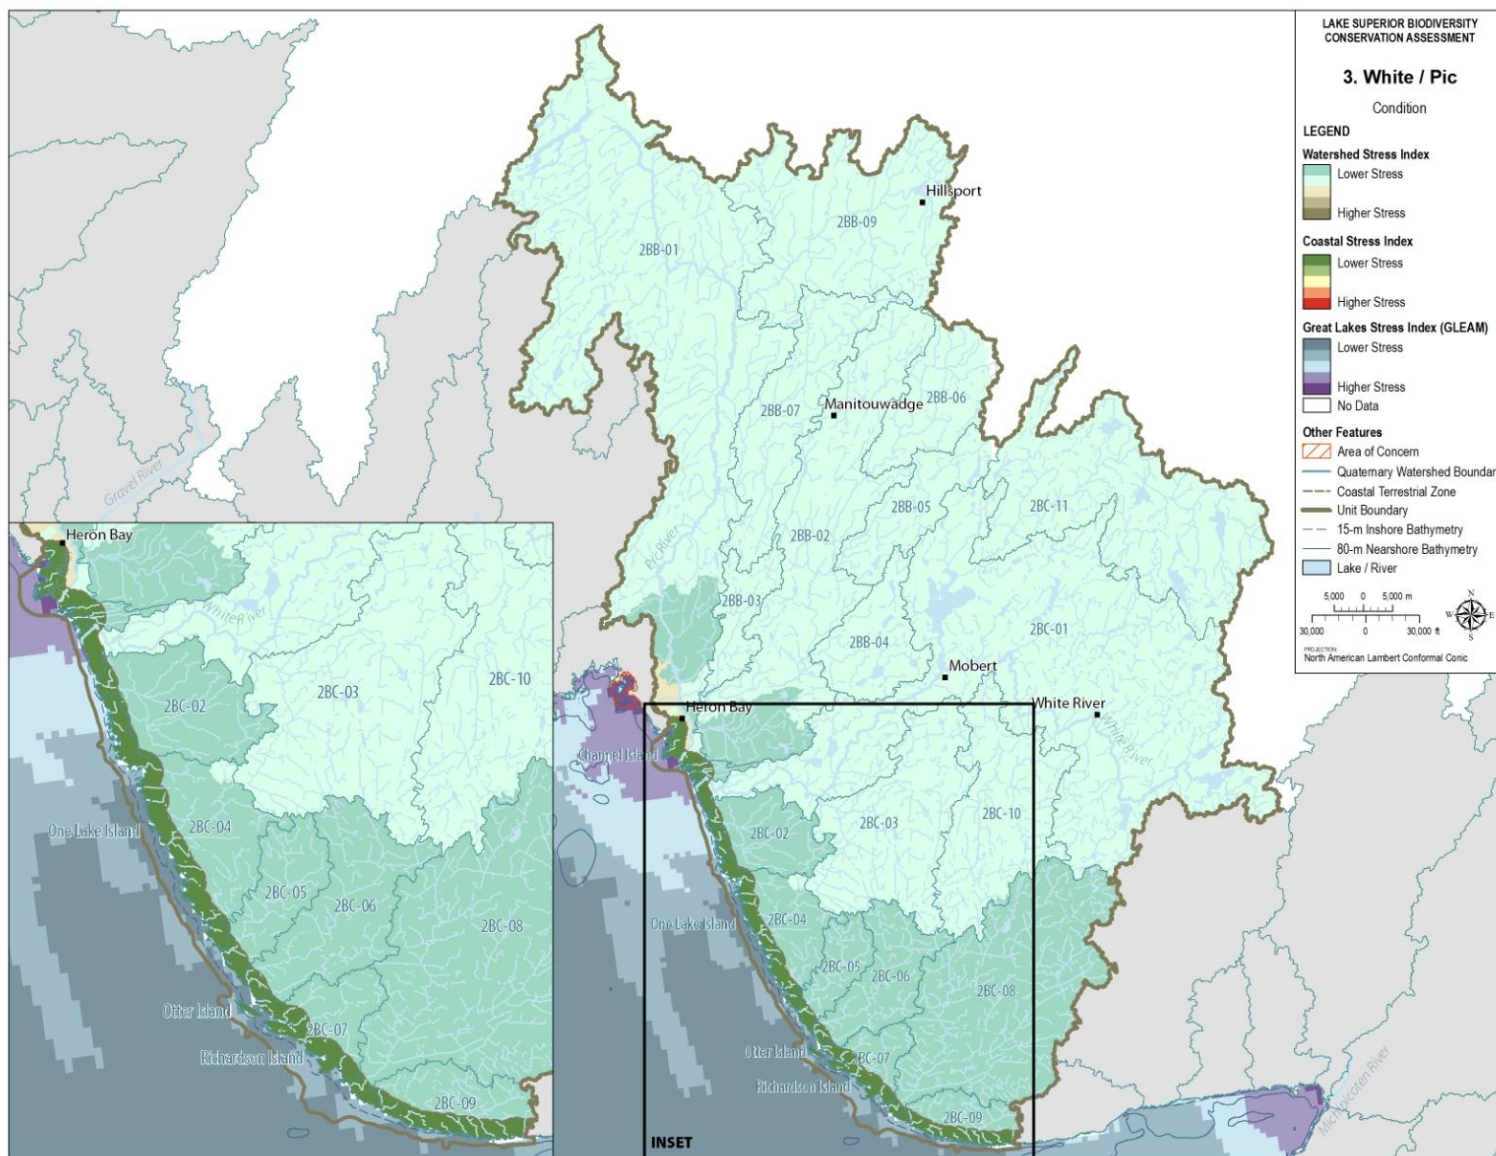 LAKE SUPERIOR BIODIVERSITY
CONSERVATION ASSESSMENT
3. White / Pic
Condition
LEGEND
Watershed Stress Index
Lower Stress
Higher Stress
Coastal Stress Index
Lower Stress
Higher Stress
Great Lakes Stress Index (GLEAM)
Lower Stress
Higher Stress
No Data
Other Features
Area of Concern
Quaternary Watershed Boundar
Coastal Terrestrial Zone
Unit Boundary
15-m Inshore Bathymetry
80-m Nearshore Bathymetry
Lake / River
5,000 0 5,000 m
30,000 0 30,000 ft
N
W E
S
PROJECTION:
North American Lambert Conformal Conic
Hillsport
2BB-09
2BB-01
2BB-06
2BB-07
Manitouwadge
Gravel River
2BB-05
2BC-11
2BB-02
Pic River
2BB-03
2BC-01
2BB-04
Mobert
White River
White River
Heron Bay
Channel Island
2BC-02
2BC-03
2BC-10
2BC-04
One Lake Island
2BC-05
2BC-06
2BC-08
Otter Island
2BC-07
Richardson Island
2BC-09
INSET
Michipicoten River
Heron Bay
White River
2BC-03
2BC-10
2BC-02
One Lake Island
2BC-04
2BC-05
2BC-06
2BC-08
Otter Island
2BC-07
Richardson Island
2BC-09